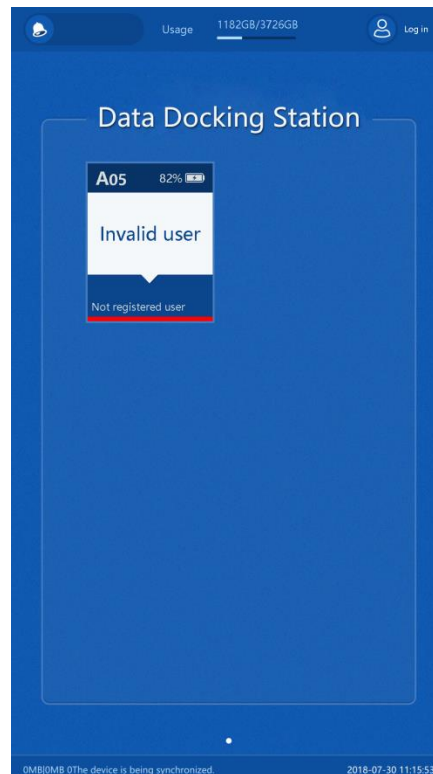 Usage 1182GB/3726GB Log in
Data Docking Station
A05 82%
Invalid user
Not registered user
0MB|0MB 0The device is being synchronized. 2018-07-30 11:15:53